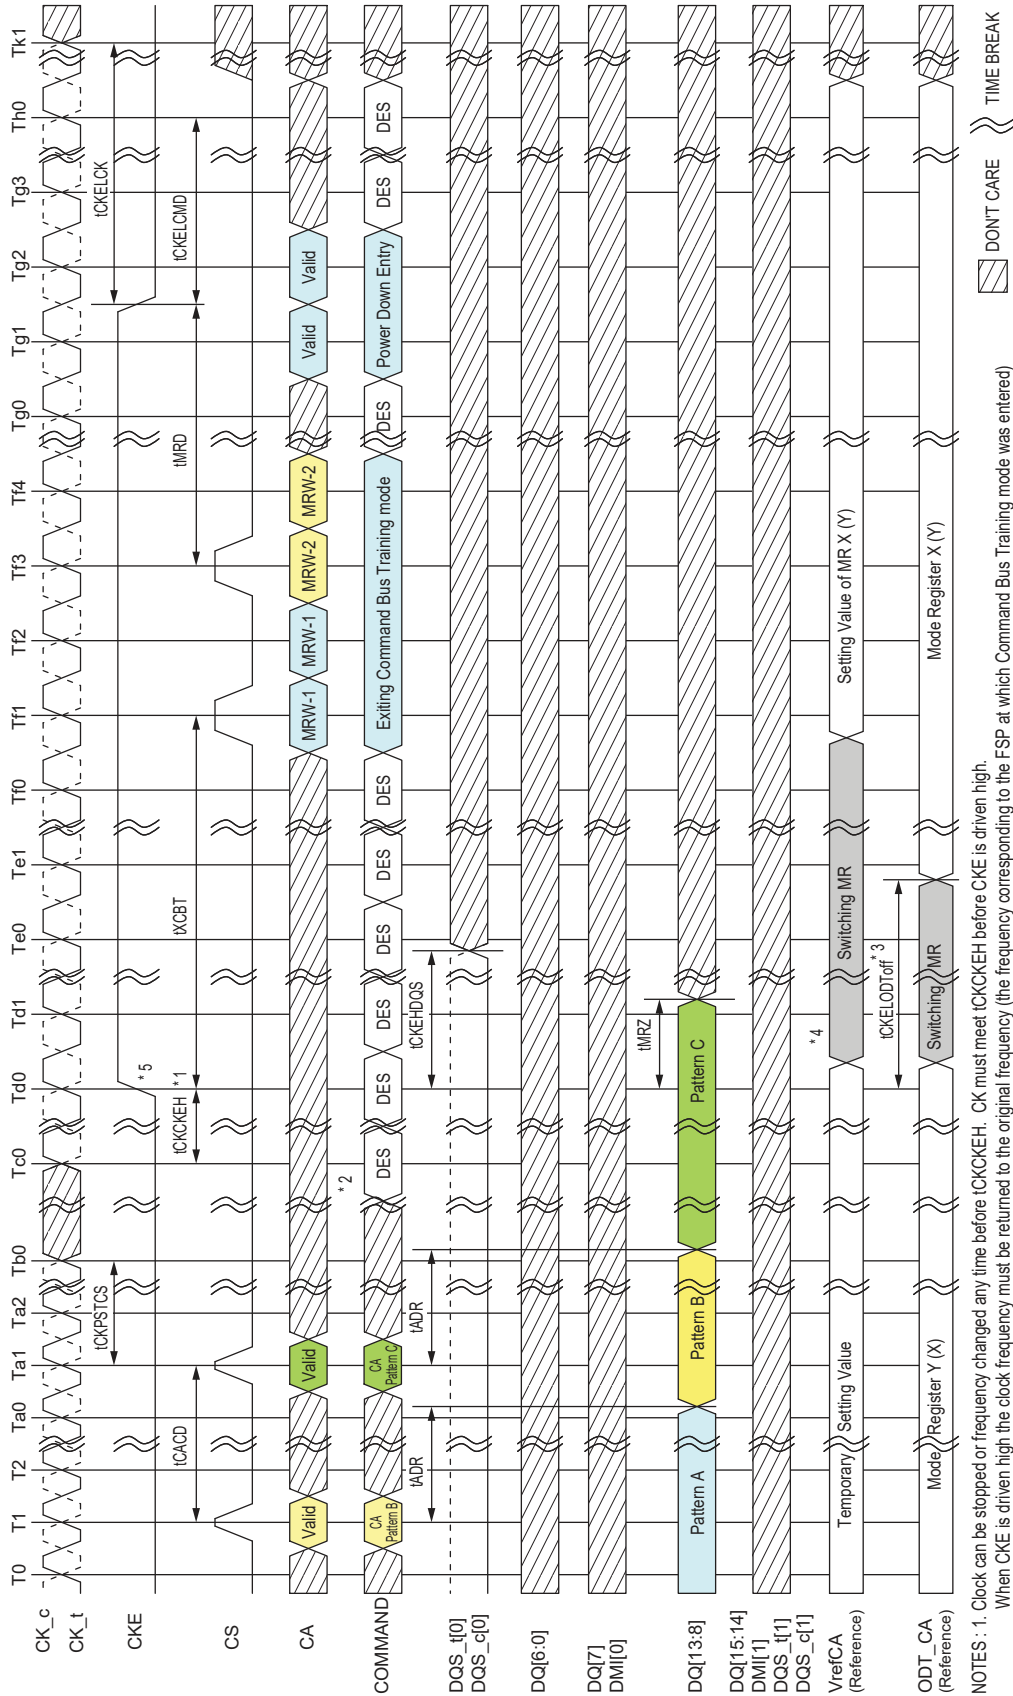 T0 T1 T2 Ta0 Ta1 Ta2 Tb0 Tc0 Td0 Td1 Te0 Te1 Tf0 Tf1 Tf2 Tf3 Tf4 Tg0 Tg1 Tg2 Tg3 Th0 Tk1
CK_c
CK_t
tCKPSTCS tCKELCK
CKE
* 5
tCACD tCKCKEH * 1 tXCBT tMRD tCKELCMD
CS
CA Valid Valid MRW-1 MRW-1 MRW-2 MRW-2 Valid Valid
* 2
COMMAND CA Pattern B CA Pattern C DES DES DES DES DES DES Exiting Command Bus Training mode DES Power Down Entry DES DES
tADR tADR tCKEHDQS
DQS_t[0]
DQS_c[0]
DQ[6:0]
DQ[7]
DMI[0]
tMRZ
DQ[13:8] Pattern A Pattern B Pattern C
DQ[15:14]
DMI[1]
DQS_t[1]
DQS_c[1]
* 4
VrefCA
(Reference)
Temporary Setting Value Switching MR Setting Value of MR X (Y)
tCKELODToff * 3
ODT_CA
(Reference)
Mode Register Y (X) Switching MR Mode Register X (Y)
DON'T CARE TIME BREAK
NOTES : 1. Clock can be stopped or frequency changed any time before tCKCKEH. CK must meet tCKCKEH before CKE is driven high.
When CKE is driven high the clock frequency must be returned to the original frequency (the frequency corresponding to the FSP at which Command Bus Training mode was entered)